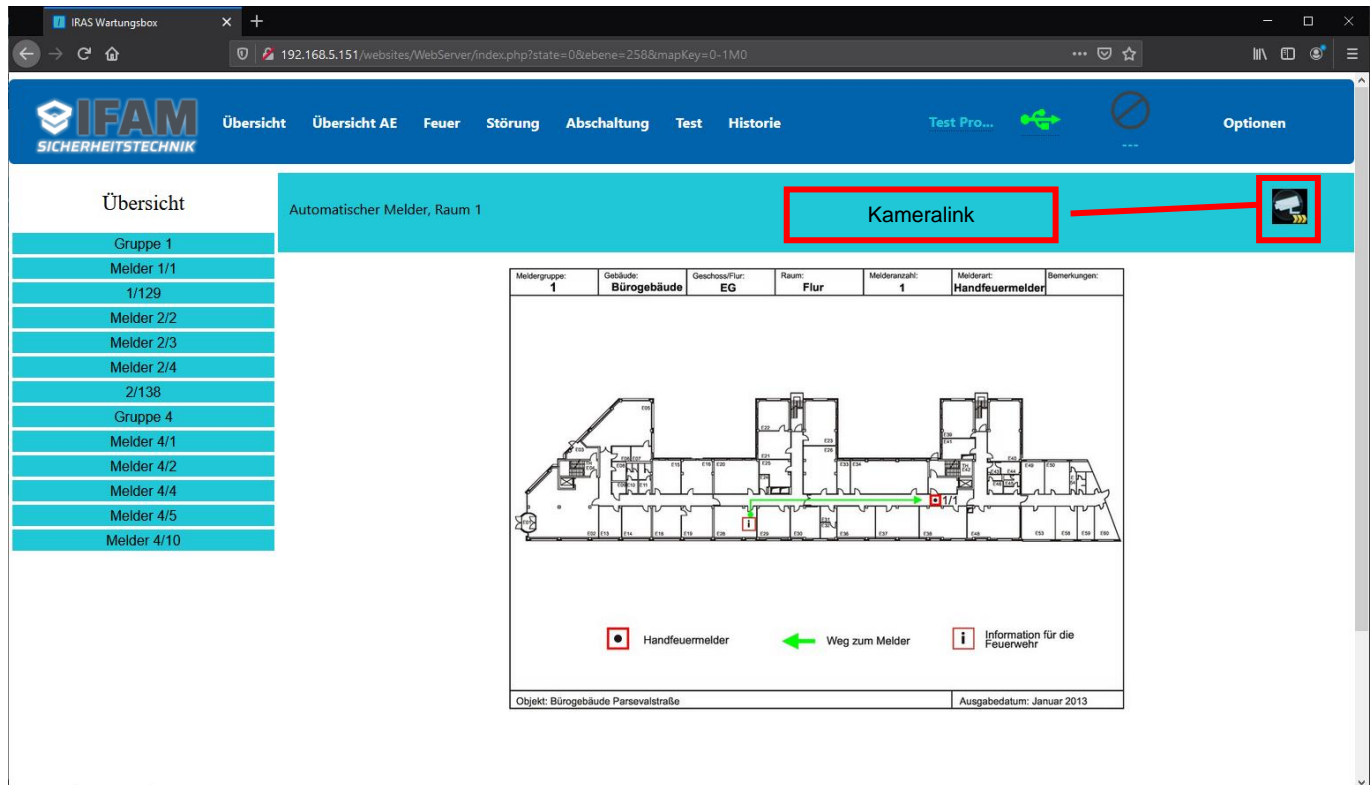 IRAS Wartungsbox
192.168.5.151/websites/WebServer/index.php?state=0&ebene=258&mapKey=0-1M0
IFAM
SICHERHEITSTECHNIK
Übersicht Übersicht AE Feuer Störung Abschaltung Test Historie Test Pro... --- Optionen
Übersicht
Gruppe 1
Melder 1/1
1/129
Melder 2/2
Melder 2/3
Melder 2/4
2/138
Gruppe 4
Melder 4/1
Melder 4/2
Melder 4/4
Melder 4/5
Melder 4/10
Automatischer Melder, Raum 1
Kameralink
Meldergruppe: Gebäude: Geschoss/Flur: Raum: Melderanzahl: Melderart: Bemerkungen:
1 Bürogebäude EG Flur 1 Handfeuermelder
1/1
i
Handfeuermelder
Weg zum Melder
i
Information für die
Feuerwehr
Objekt: Bürogebäude Parsevalstraße
Ausgabedatum: Januar 2013